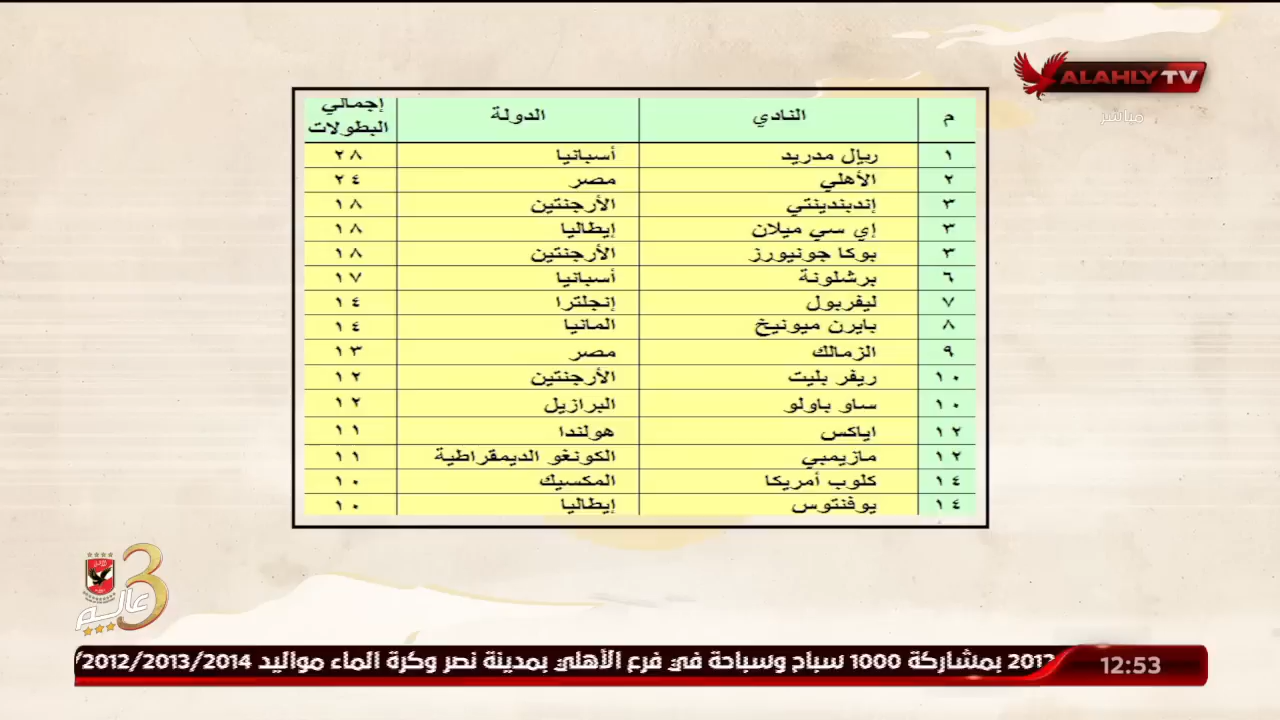 ALAHLY TV
مباشر
م النادي الدولة إجمالي البطولات
١ ريال مدريد أسبانيا ٢٨
٢ الأهلي مصر ٢٤
٣ إندبندينتي الأرجنتين ١٨
٣ إي سي ميلان إيطاليا ١٨
٣ بوكا جونيورز الأرجنتين ١٨
٦ برشلونة أسبانيا ١٧
٧ ليفربول إنجلترا ١٤
٨ بايرن ميونيخ المانيا ١٤
٩ الزمالك مصر ١٣
١٠ ريفر بليت الأرجنتين ١٢
١٠ ساو باولو البرازيل ١٢
١٢ اياكس هولندا ١١
١٢ مازيمبي الكونغو الديمقراطية ١١
١٤ كلوب أمريكا المكسيك ١٠
١٤ يوفنتوس إيطاليا ١٠
3 عالم
بمشاركة 1000 سباح وسباحة في فرع الأهلي بمدينة نصر وكرة الماء مواليد 2012/2013/2014/
12:53